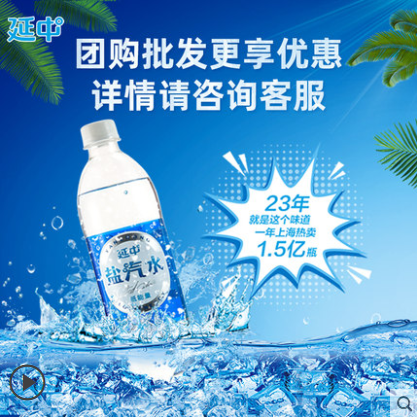 延中
团购批发更享优惠
详情请咨询客服
23年
就是这个味道
一年上海热卖
1.5亿瓶
延中
盐汽水